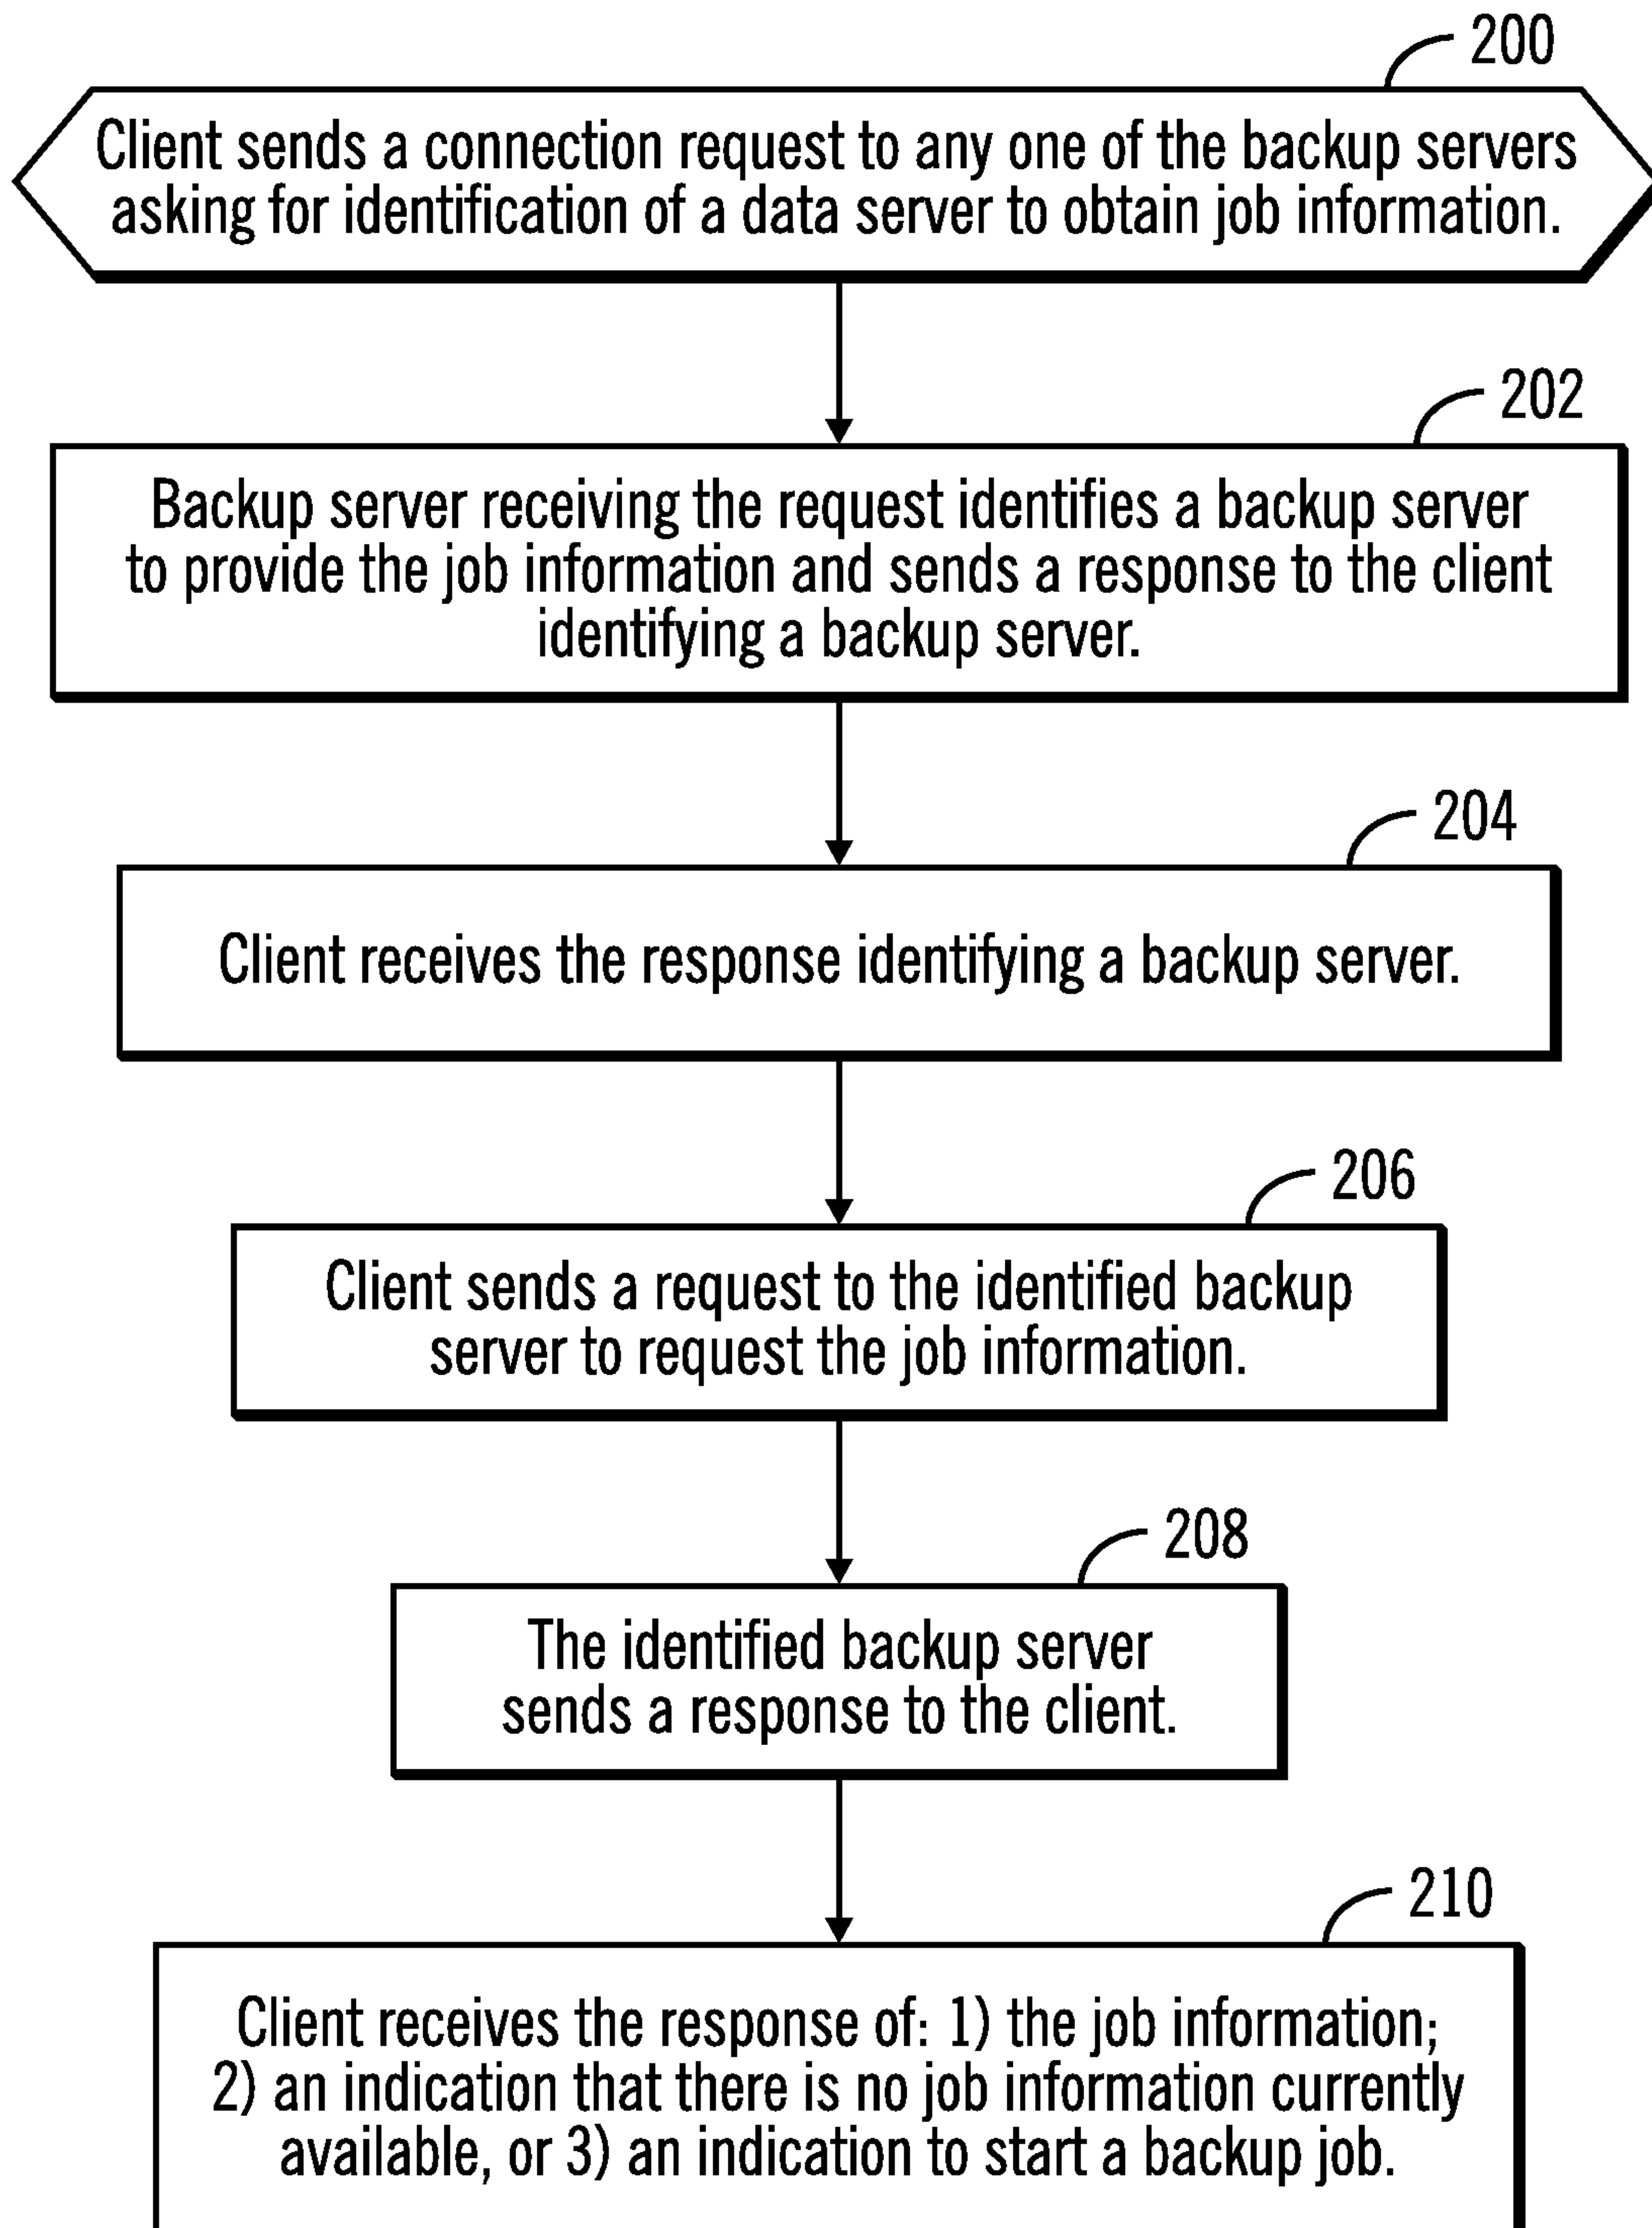 200
Client sends a connection request to any one of the backup servers
asking for identification of a data server to obtain job information.
202
Backup server receiving the request identifies a backup server
to provide the job information and sends a response to the client
identifying a backup server.
204
Client receives the response identifying a backup server.
206
Client sends a request to the identified backup
server to request the job information.
208
The identified backup server
sends a response to the client.
210
Client receives the response of: 1) the job information;
2) an indication that there is no job information currently
available, or 3) an indication to start a backup job.